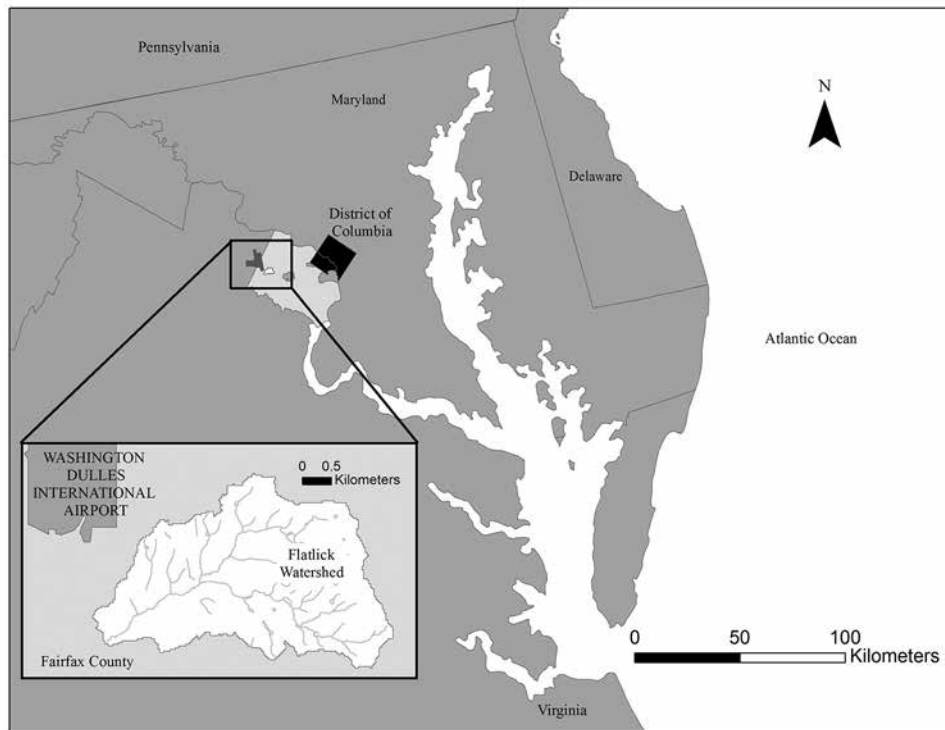 Pennsylvania
Maryland
N
Delaware
District of
Columbia
Atlantic Ocean
WASHINGTON
DULLES
INTERNATIONAL
AIRPORT
0 0.5
Kilometers
Flatlick
Watershed
Fairfax County
0 50 100
Kilometers
Virginia